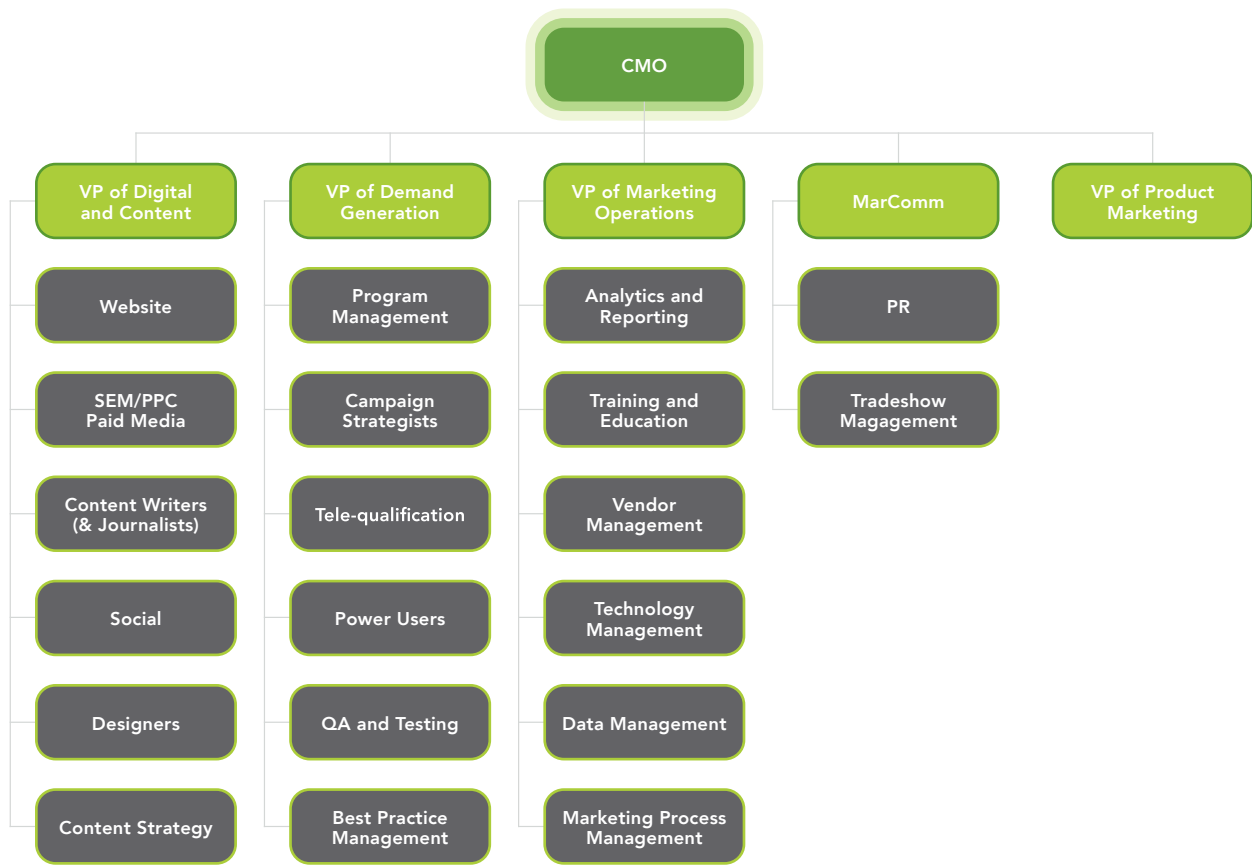 CMO
VP of Digital
and Content
VP of Demand
Generation
VP of Marketing
Operations
MarComm
VP of Product
Marketing
Website
Program
Management
Analytics and
Reporting
PR
SEM/PPC
Paid Media
Campaign
Strategists
Training and
Education
Tradeshow
Magagement
Content Writers
(& Journalists)
Tele-qualification
Vendor
Management
Social
Power Users
Technology
Management
Designers
QA and Testing
Data Management
Content Strategy
Best Practice
Management
Marketing Process
Management